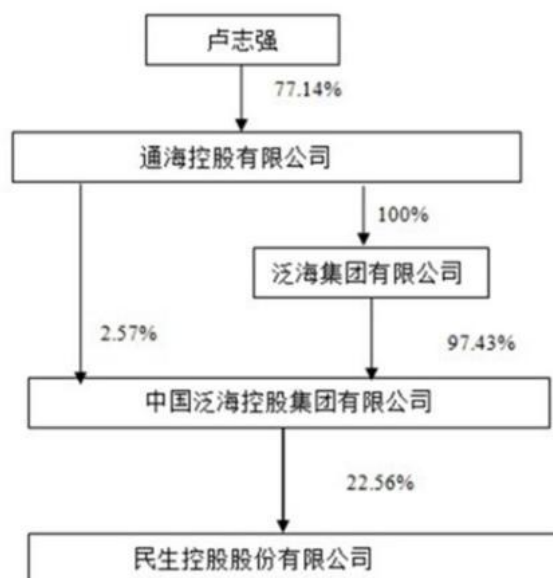 卢志强
77.14%
通海控股有限公司
100%
泛海集团有限公司
2.57%
97.43%
中国泛海控股集团有限公司
22.56%
民生控股股份有限公司